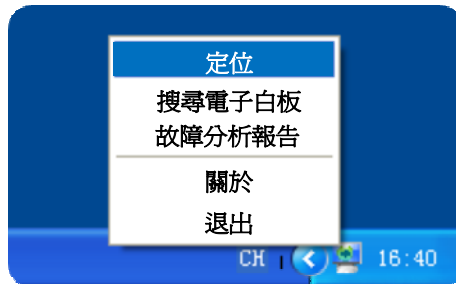 定位
搜尋電子白板
故障分析報告
關於
退出
CH 16:40